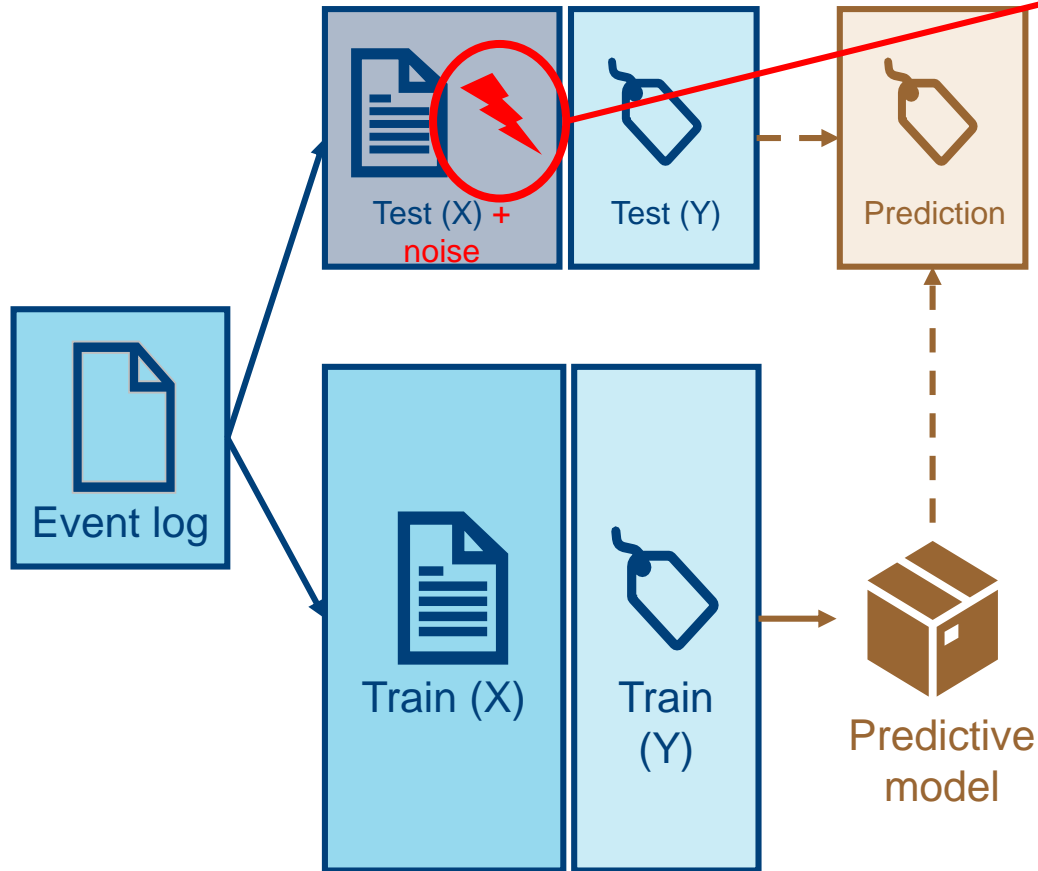 Test (X) +
noise
Test (Y)
Prediction
Event log
Train (X)
Train
(Y)
Predictive
model